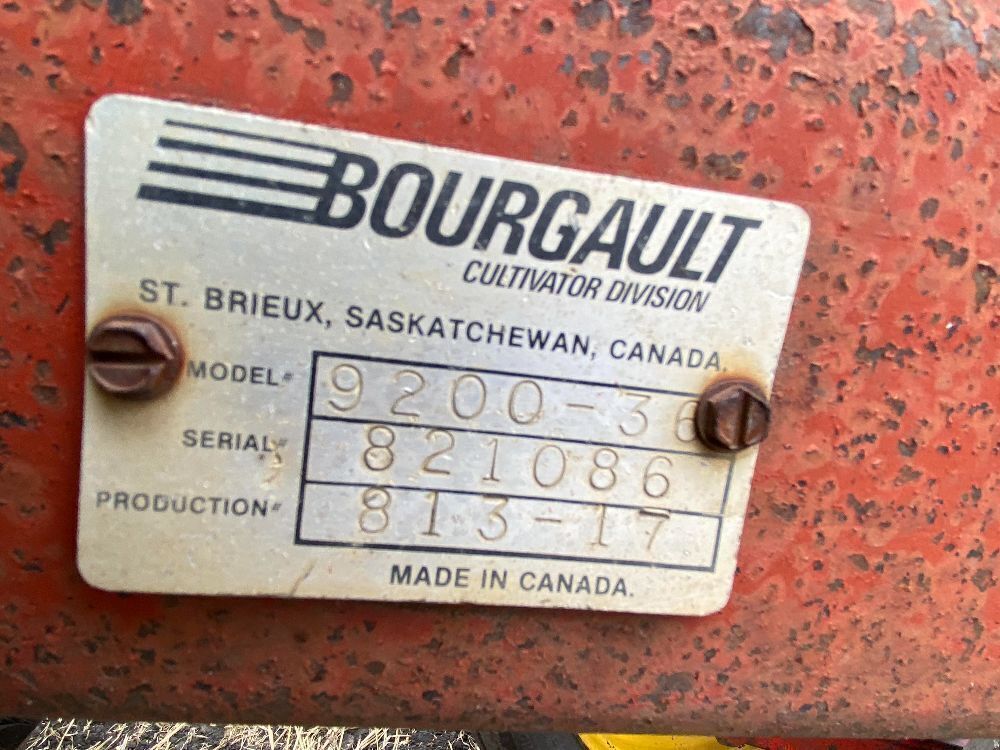 BOURGAULT
CULTIVATOR DIVISION
ST. BRIEUX, SASKATCHEWAN, CANADA.
MODEL# 9200-36
SERIAL# 821086
PRODUCTION# 813-17
MADE IN CANADA.